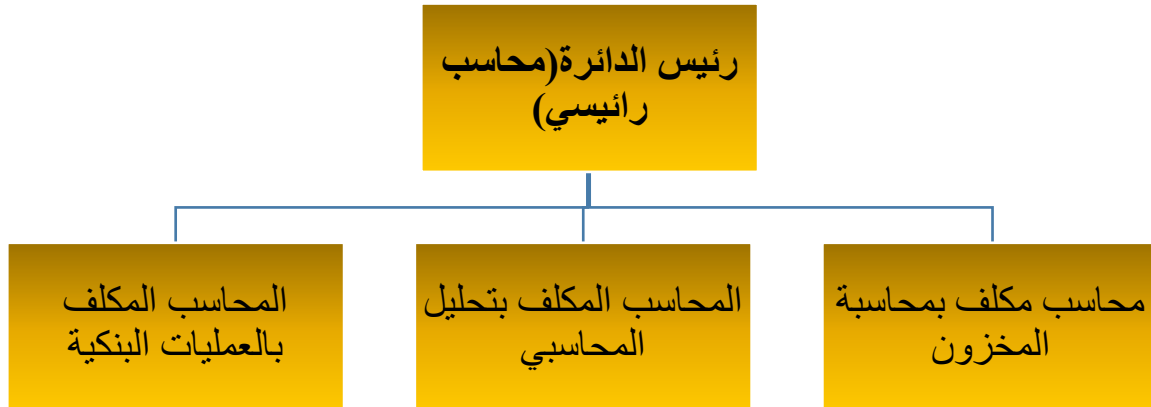 رئيس الدائرة(محاسب
رائيسي)
محاسب مكلف بمحاسبة
المخزون
المحاسب المكلف بتحليل
المحاسبي
المحاسب المكلف
بالعمليات البنكية